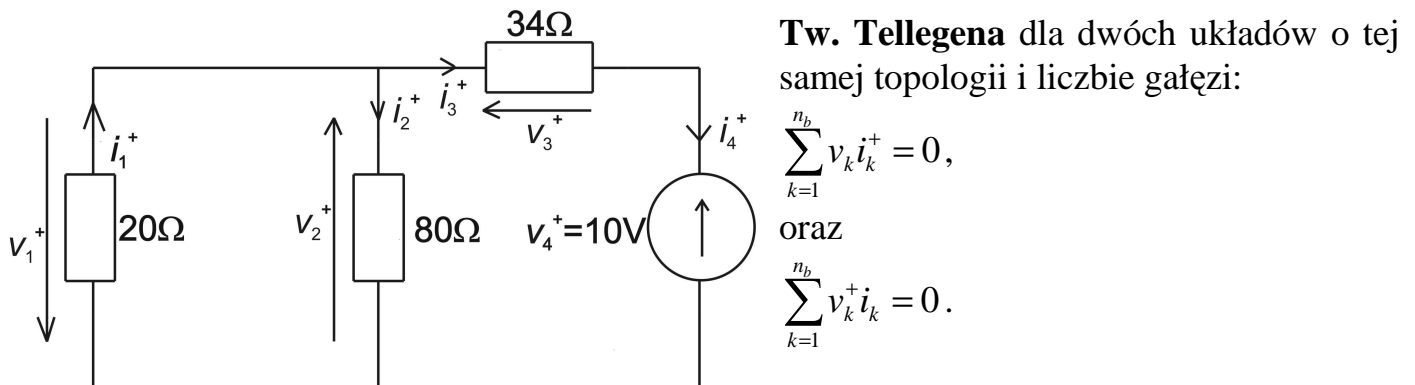 34Ω
i₁⁺
i₂⁺
i₃⁺
v₃⁺
i₄⁺
v₁⁺
20Ω
v₂⁺
80Ω
v₄⁺=10V
Tw. Tellegena dla dwóch układów o tej
samej topologii i liczbie gałęzi:
∑_{k=1}^{n_b} v_k i_k^+ = 0,
oraz
∑_{k=1}^{n_b} v_k^+ i_k = 0.